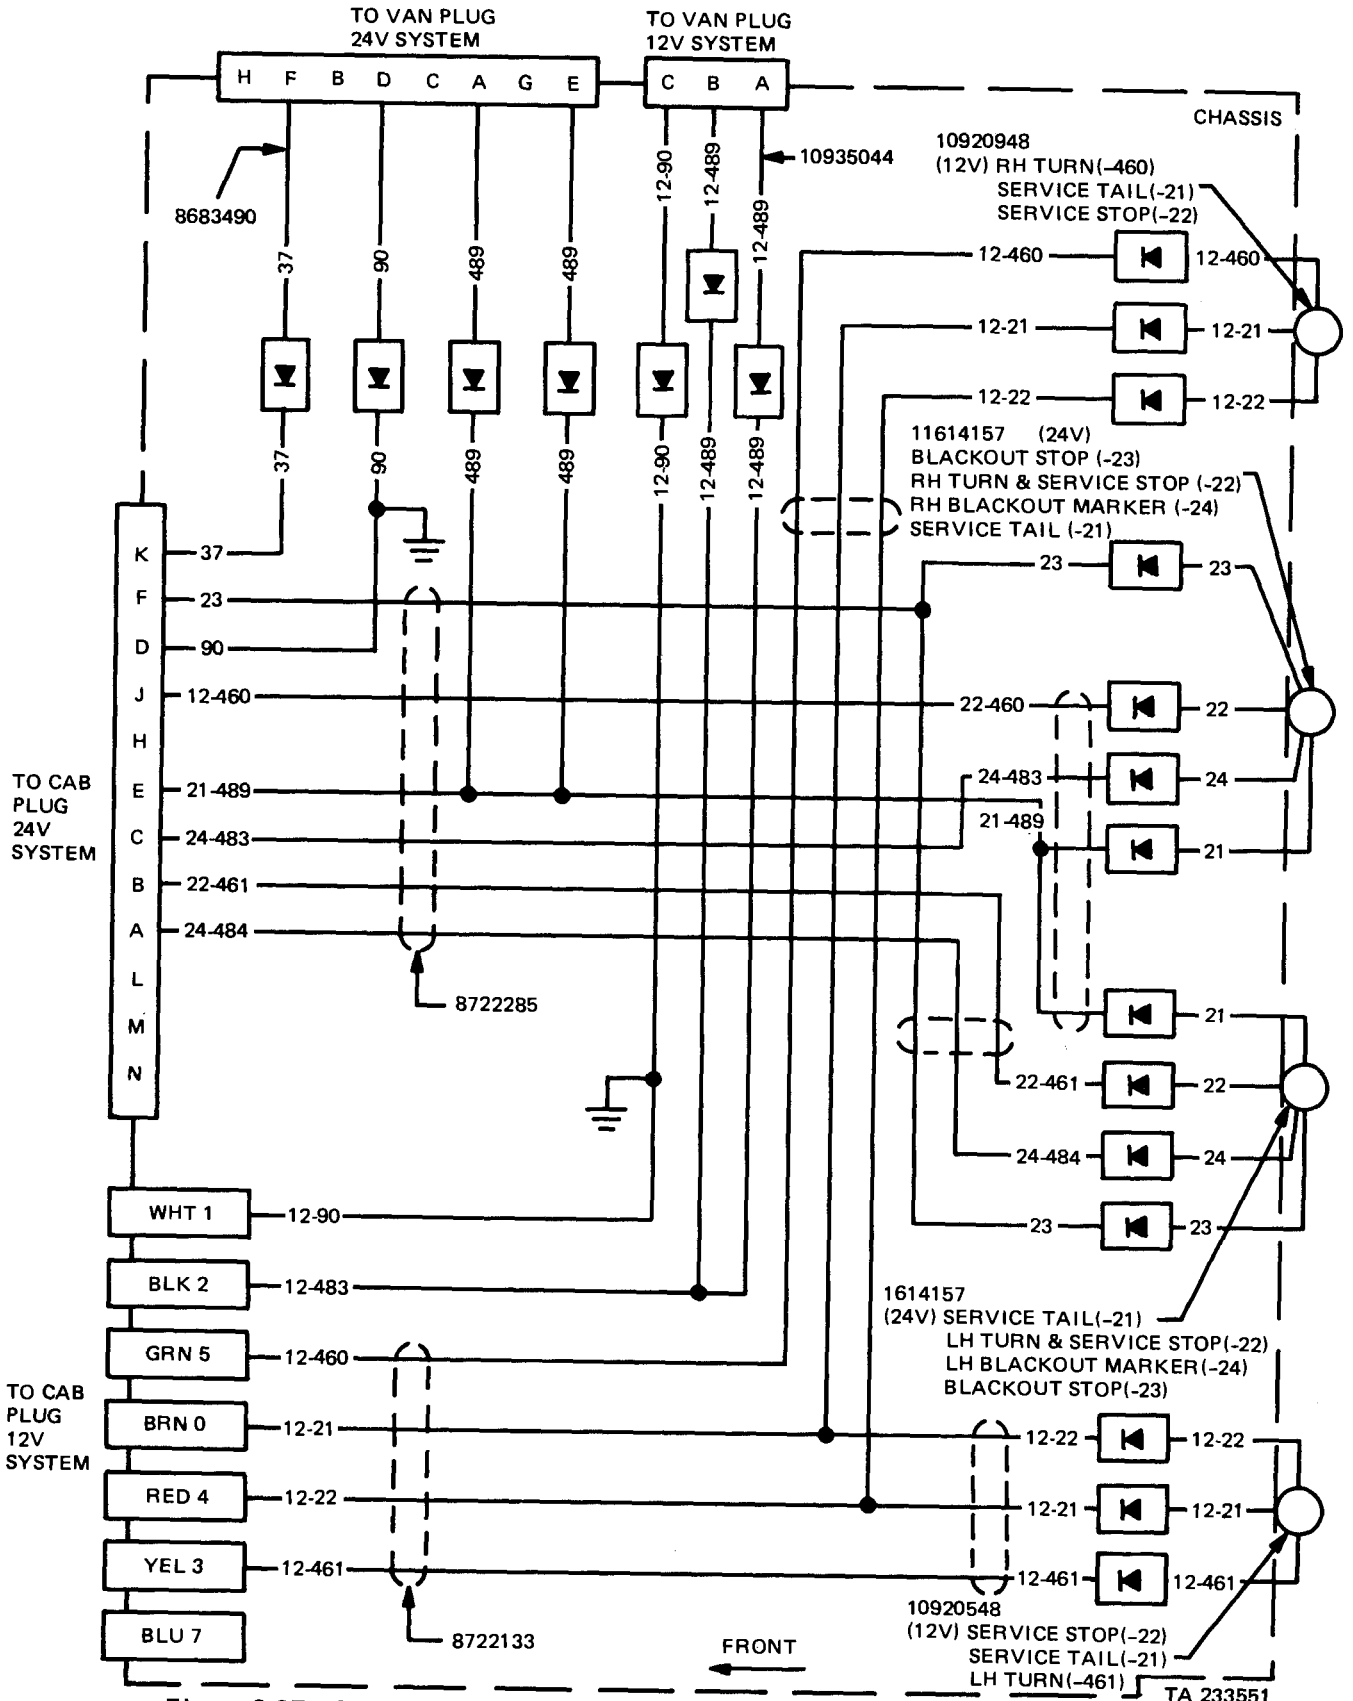 TO VAN PLUG
24V SYSTEM
TO VAN PLUG
12V SYSTEM
H F B D C A G E
C B A
CHASSIS
8683490
10935044
10920948
(12V) RH TURN(-460)
SERVICE TAIL(-21)
SERVICE STOP(-22)
37 90 489 489
12-90 12-489 12-489
12-460 12-460
12-21 12-21
12-22 12-22
37 90 489 489
12-90 12-489 12-489
11614157 (24V)
BLACKOUT STOP (-23)
RH TURN & SERVICE STOP (-22)
RH BLACKOUT MARKER (-24)
SERVICE TAIL (-21)
23 23
TO CAB
PLUG
24V
SYSTEM
K 37
F 23
D 90
J 12-460 22-460 22
H
E 21-489
24-483 24
21-489 21
C 24-483
B 22-461
A 24-484
L
M
N
8722285
21
22-461 22
24-484 24
23 23
1614157
(24V) SERVICE TAIL(-21)
LH TURN & SERVICE STOP(-22)
LH BLACKOUT MARKER(-24)
BLACKOUT STOP(-23)
TO CAB
PLUG
12V
SYSTEM
WHT 1 12-90
BLK 2 12-483
GRN 5 12-460
BRN 0 12-21 12-22 12-22
RED 4 12-22 12-21 12-21
YEL 3 12-461 12-461 12-461
BLU 7
8722133
FRONT
10920548
(12V) SERVICE STOP(-22)
SERVICE TAIL(-21)
LH TURN(-461)
TA 233551